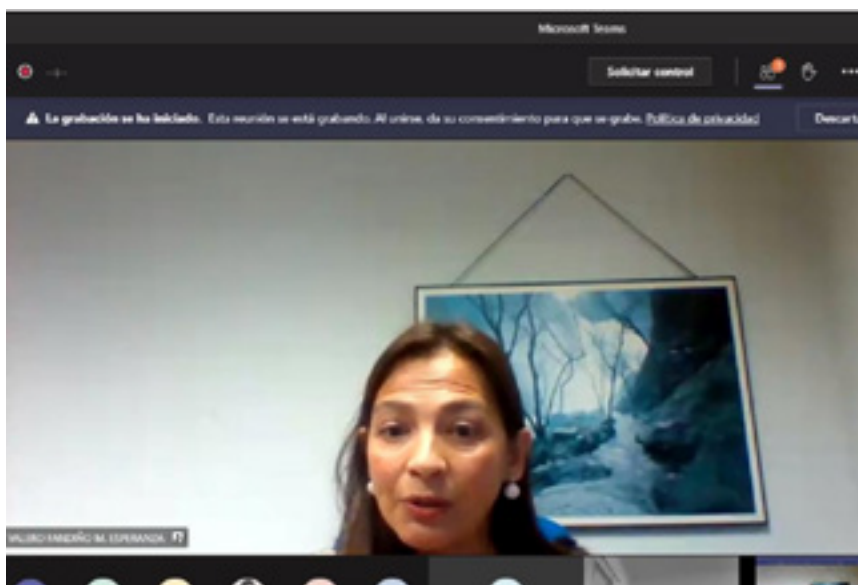 Microsoft Teams
Solicitar control
La grabación se ha iniciado. Esta reunión se está grabando. Al unirse, da su consentimiento para que se grabe. Política de privacidad
Descarta
M. ESPERANZA